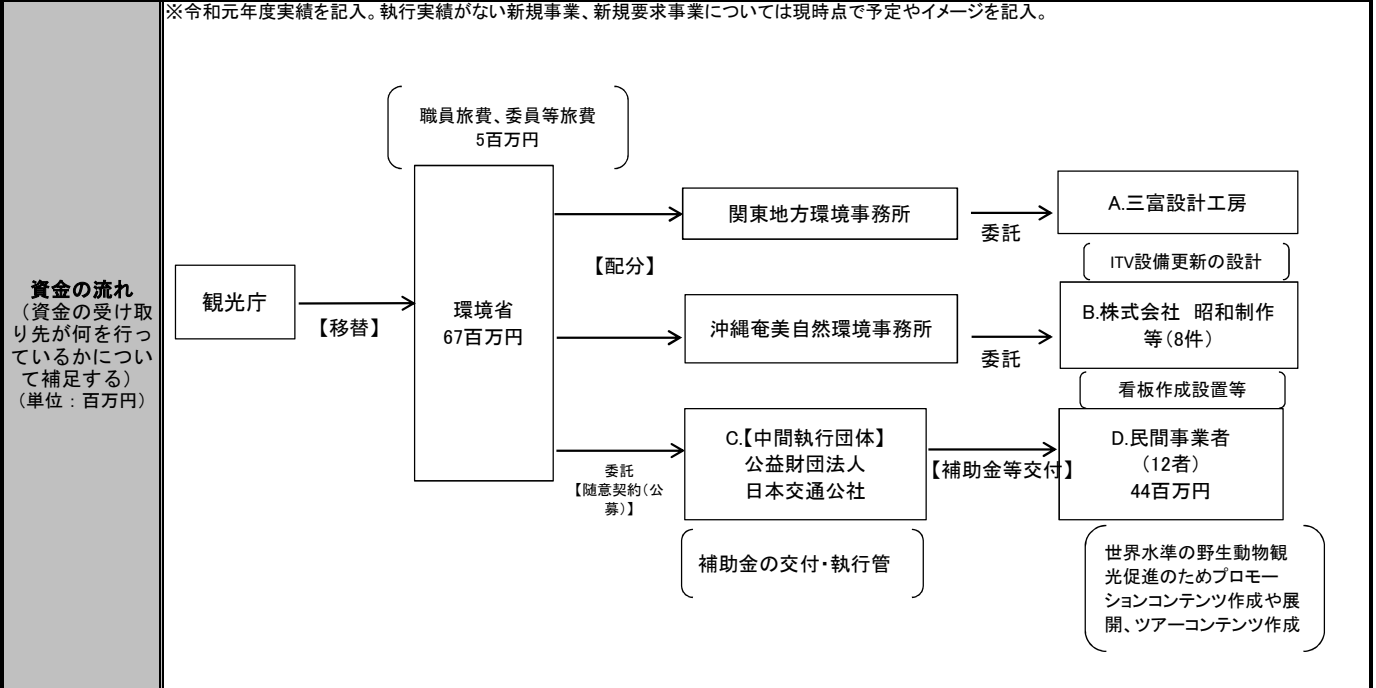 ※令和元年度実績を記入。執行実績がない新規事業、新規要求事業については現時点で予定やイメージを記入。
資金の流れ
（資金の受け取
り先が何を行っ
ているかについ
て補足する）
（単位：百万円）
職員旅費、委員等旅費
5百万円
観光庁
【移替】
環境省
67百万円
【配分】
関東地方環境事務所
委託
A.三富設計工房
ITV設備更新の設計
沖縄奄美自然環境事務所
委託
B.株式会社　昭和制作
等（8件）
看板作成設置等
委託
【随意契約（公
募）】
C.【中間執行団体】
公益財団法人
日本交通公社
補助金の交付・執行管
【補助金等交付】
D.民間事業者
（12者）
44百万円
世界水準の野生動物観
光促進のためプロモー
ションコンテンツ作成や展
開、ツアーコンテンツ作成